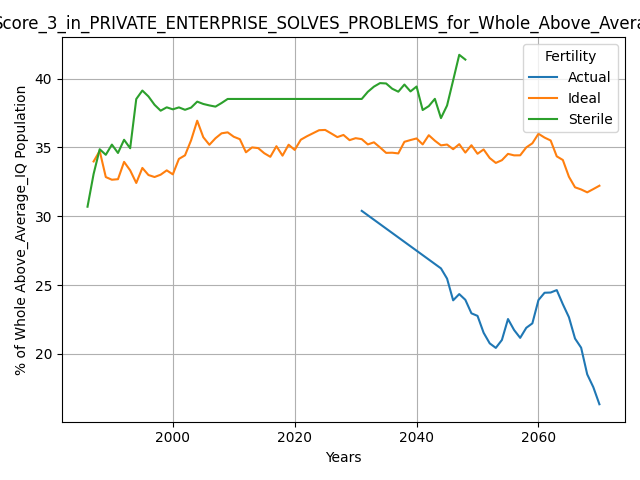 Score_3_in_PRIVATE_ENTERPRISE_SOLVES_PROBLEMS_for_Whole_Above_Avera
Fertility
Actual
Ideal
Sterile
% of Whole Above_Average_IQ Population
40
35
30
25
20
2000
2020
2040
2060
Years